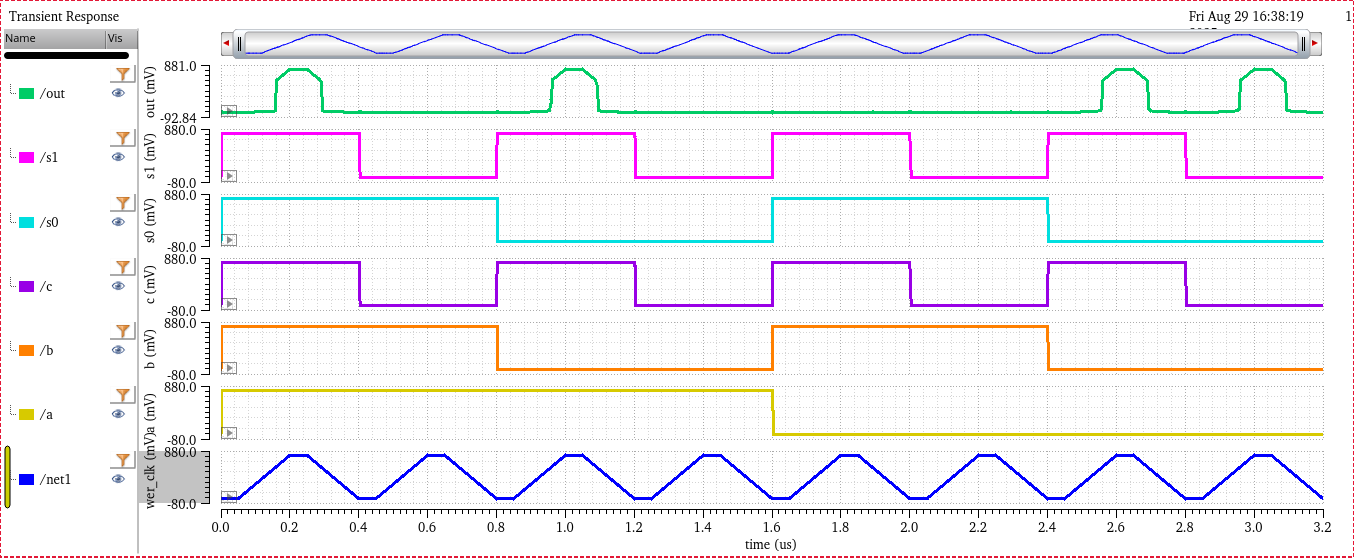 Transient Response
Fri Aug 29 16:38:19
1
Name Vis
/out
/s1
/s0
/c
/b
/a
/net1
881.0
out (mV)
-92.84
880.0
s1 (mV)
-80.0
880.0
s0 (mV)
-80.0
880.0
c (mV)
-80.0
880.0
b (mV)
-80.0
880.0
a (mV)
-80.0
880.0
wer_clk (mV)
-80.0
0.0 0.2 0.4 0.6 0.8 1.0 1.2 1.4 1.6 1.8 2.0 2.2 2.4 2.6 2.8 3.0 3.2
time (us)